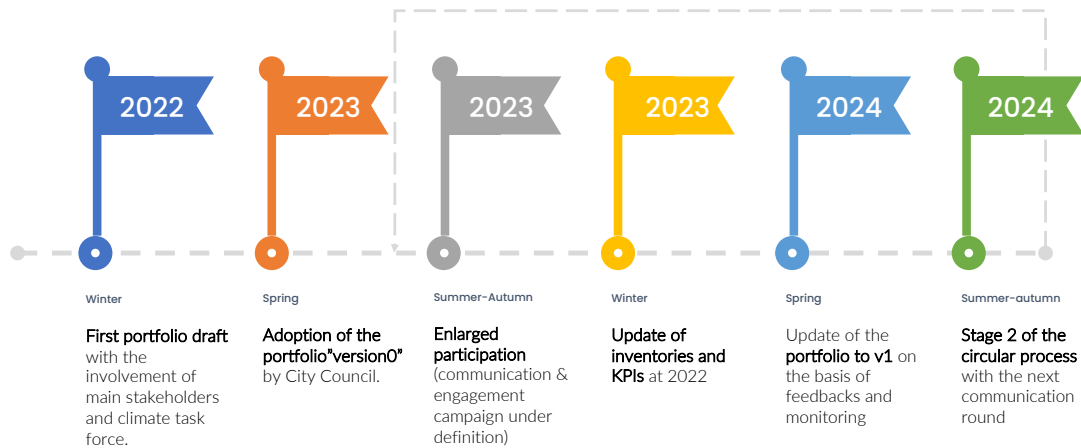 2022
2023
2023
2023
2024
2024
Winter
First portfolio draft
with the
involvement of
main stakeholders
and climate task
force.
Spring
Adoption of the
portfolio”version0”
by City Council.
Summer-Autumn
Enlarged
participation
(communication &
engagement
campaign under
definition)
Winter
Update of
inventories and
KPIs at 2022
Spring
Update of the
portfolio to v1 on
the basis of
feedbacks and
monitoring
Summer-autumn
Stage 2 of the
circular process
with the next
communication
round